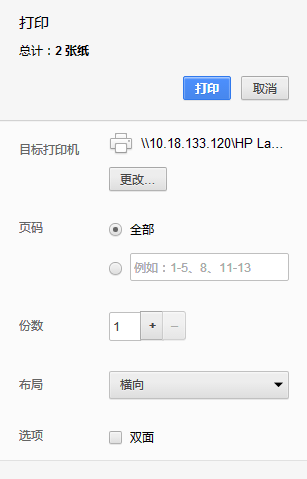 打印
总计：2 张纸
打印 取消
目标打印机 \\10.18.133.120\HP La...
更改...
页码 全部
例如：1-5、8、11-13
份数 1 + –
布局 横向
选项 双面